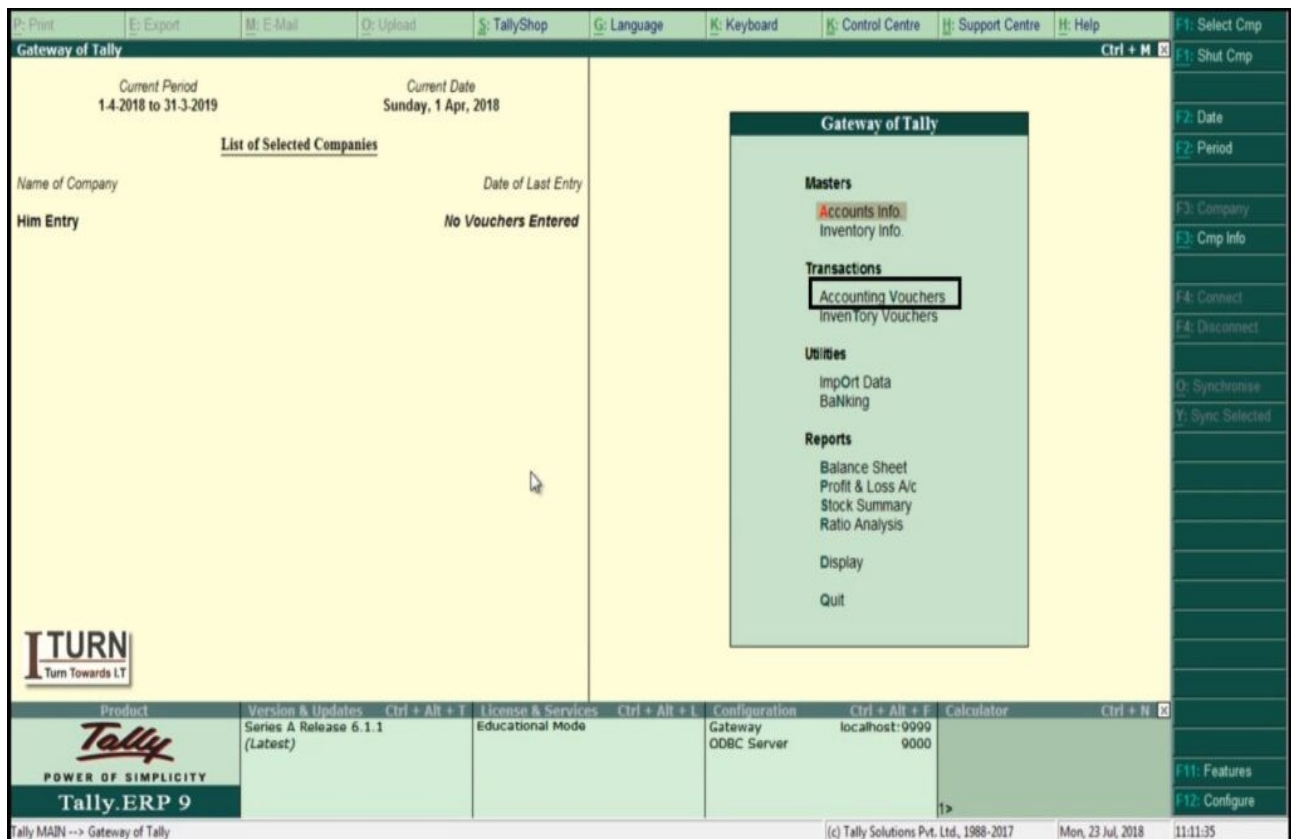 P: Print E: Export M: E-Mail O: Upload S: TallyShop G: Language K: Keyboard K: Control Centre H: Support Centre H: Help
Gateway of Tally Ctrl + M
Current Period Current Date
1-4-2018 to 31-3-2019 Sunday, 1 Apr, 2018
List of Selected Companies
Name of Company Date of Last Entry
Him Entry No Vouchers Entered
Gateway of Tally
Masters
Accounts Info.
Inventory Info.
Transactions
Accounting Vouchers
InvenTory Vouchers
Utilities
ImpOrt Data
BaNking
Reports
Balance Sheet
Profit & Loss A/c
Stock Summary
Ratio Analysis
Display
Quit
F1: Select Cmp
F1: Shut Cmp
F2: Date
F2: Period
F3: Company
F3: Cmp Info
F4: Connect
F4: Disconnect
O: Synchronise
Y: Sync Selected
F11: Features
F12: Configure
I TURN
Turn Towards I.T
Product
Tally
POWER OF SIMPLICITY
Tally.ERP 9
Version & Updates Ctrl + Alt + T
Series A Release 6.1.1
(Latest)
License & Services Ctrl + Alt + L
Educational Mode
Configuration Ctrl + Alt + F
Gateway localhost:9999
ODBC Server 9000
Calculator Ctrl + N
1>
Tally MAIN --> Gateway of Tally (c) Tally Solutions Pvt. Ltd., 1988-2017 Mon, 23 Jul, 2018 11:11:35